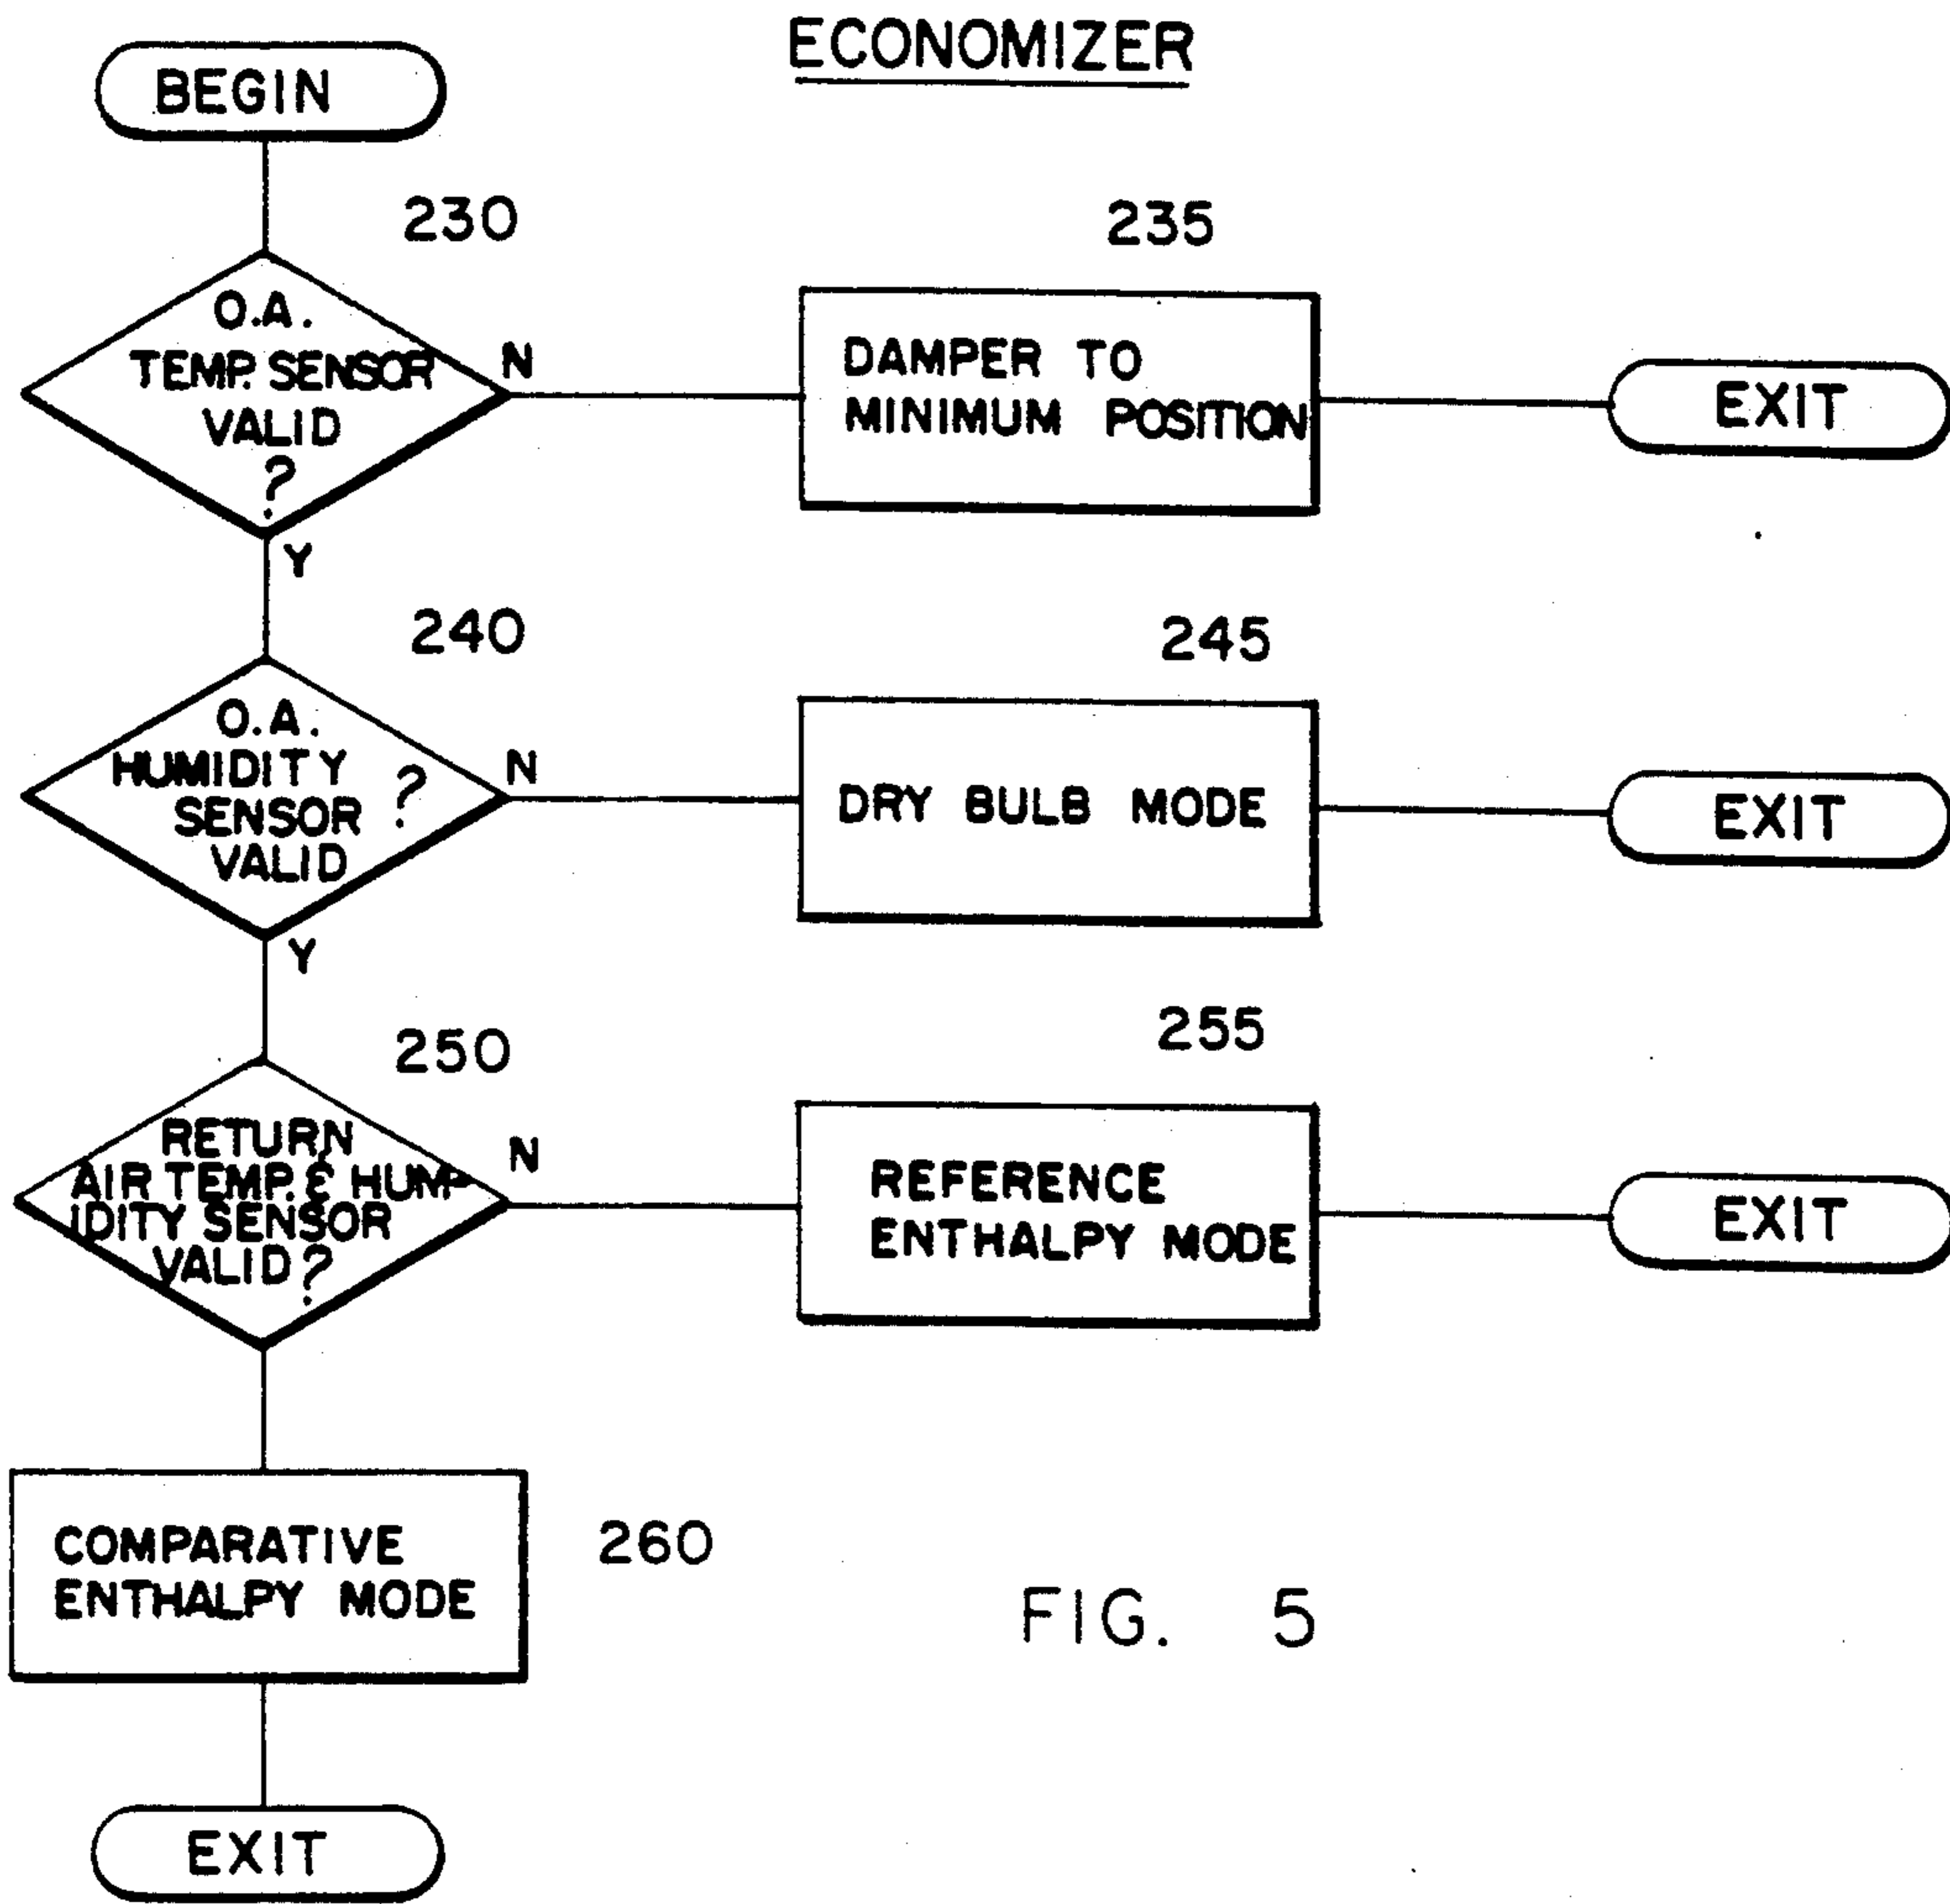 ECONOMIZER
BEGIN
230
O.A.
TEMP. SENSOR
VALID
?
N
235
DAMPER TO
MINIMUM POSITION
EXIT
Y
240
O.A.
HUMIDITY ?
SENSOR
VALID
N
245
DRY BULB MODE
EXIT
Y
250
RETURN
AIR TEMP. & HUM
IDITY SENSOR
VALID ?
N
255
REFERENCE
ENTHALPY MODE
EXIT
COMPARATIVE
ENTHALPY MODE
260
EXIT
FIG. 5